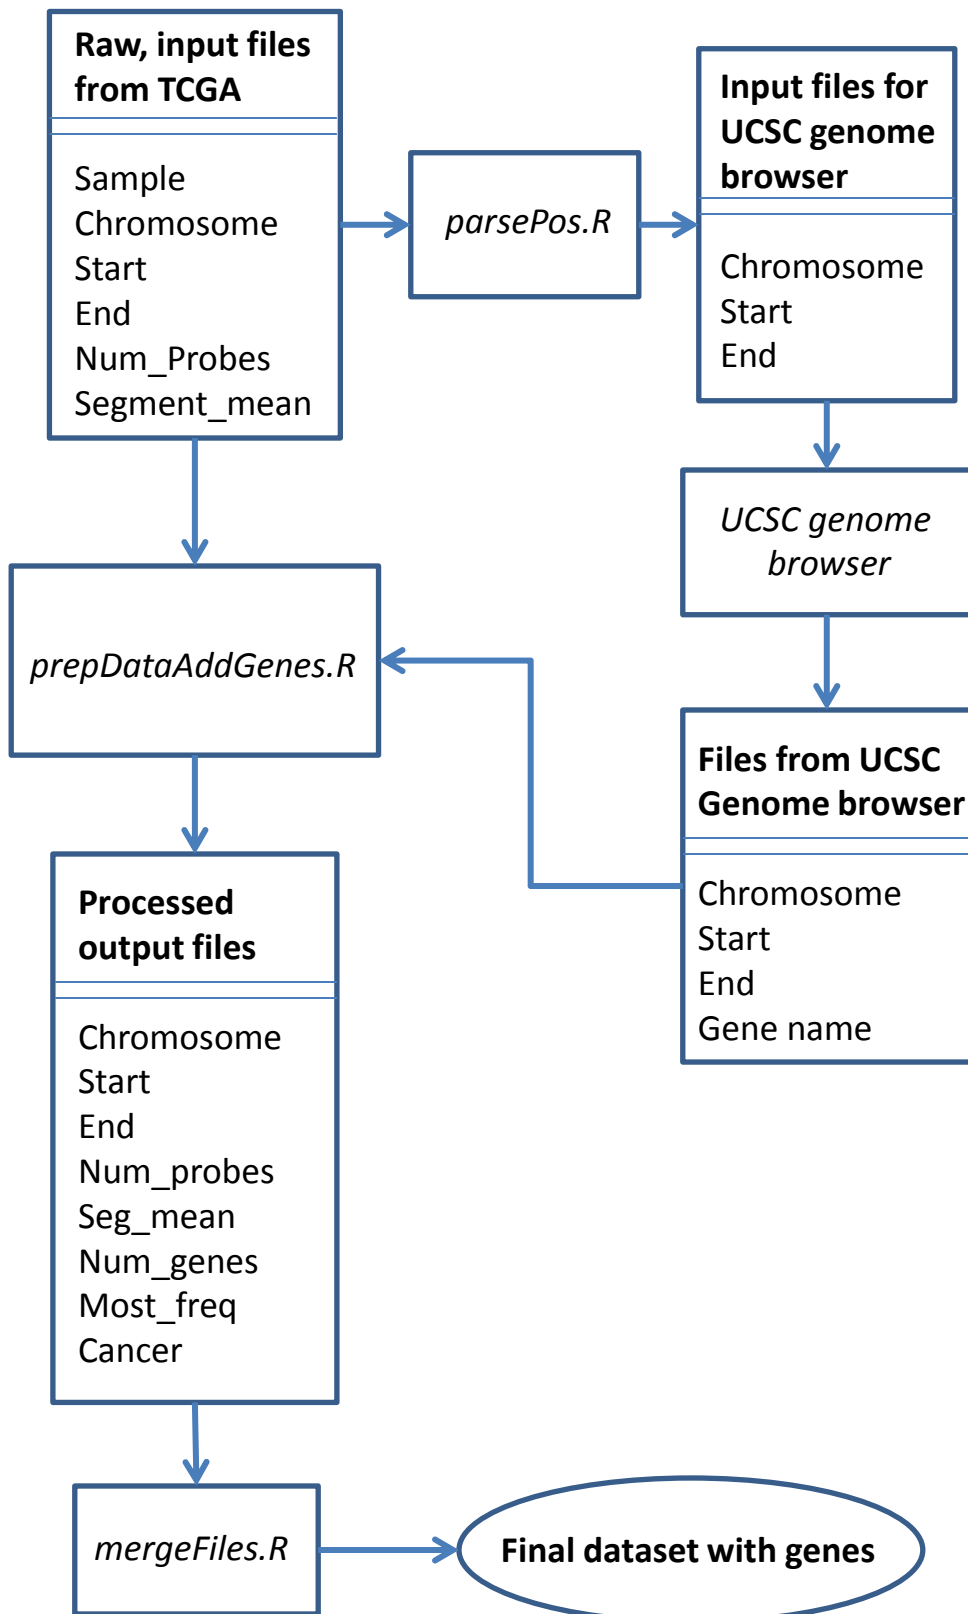 Raw, input files
from TCGA
Sample
Chromosome
Start
End
Num_Probes
Segment_mean
parsePos.R
Input files for
UCSC genome
browser
Chromosome
Start
End
UCSC genome
browser
prepDataAddGenes.R
Files from UCSC
Genome browser
Chromosome
Start
End
Gene name
Processed
output files
Chromosome
Start
End
Num_probes
Seg_mean
Num_genes
Most_freq
Cancer
mergeFiles.R
Final dataset with genes